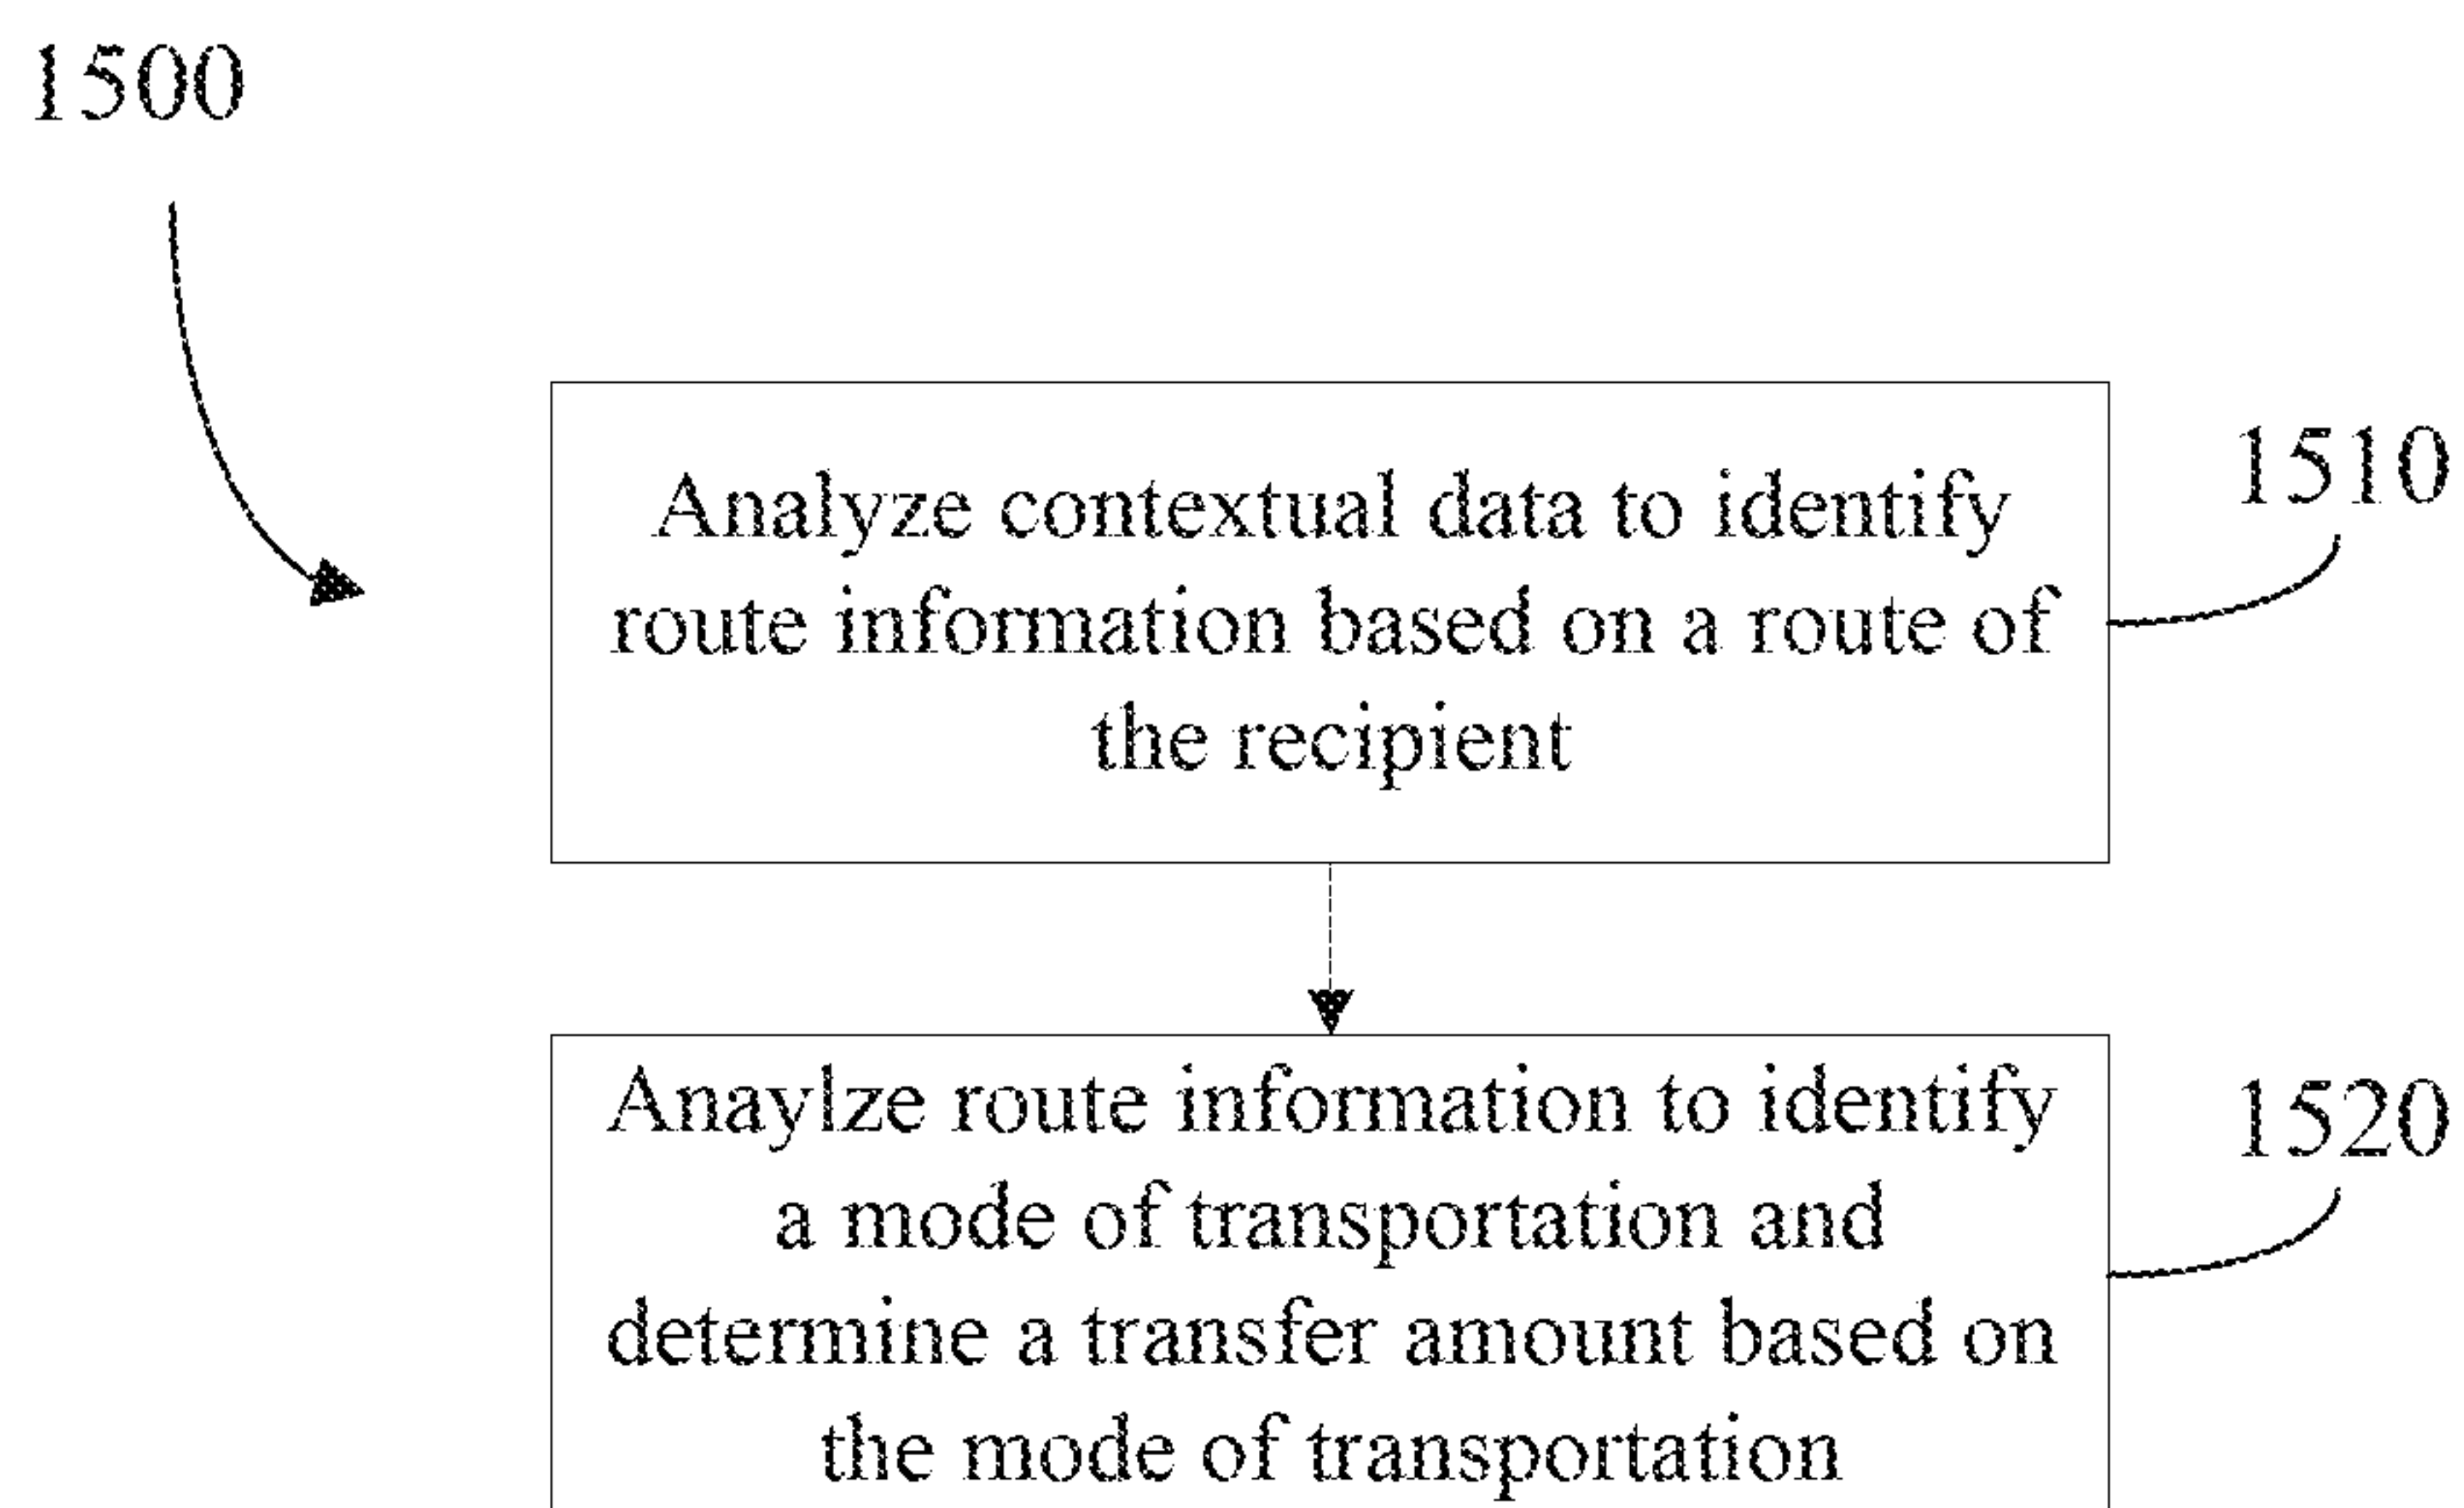 1500
Analyze contextual data to identify
route information based on a route of
the recipient
1510
Anaylze route information to identify
a mode of transportation and
determine a transfer amount based on
the mode of transportation
1520